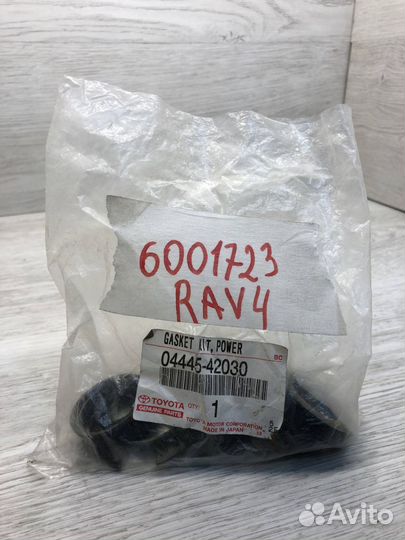 6001723
RAV4
GASKET KIT, POWER
BC
04445-42030
TOYOTA
GENUINE PARTS
QTY.
1
TOYOTA MOTOR CORPORATION
MADE IN JAPAN
Avito